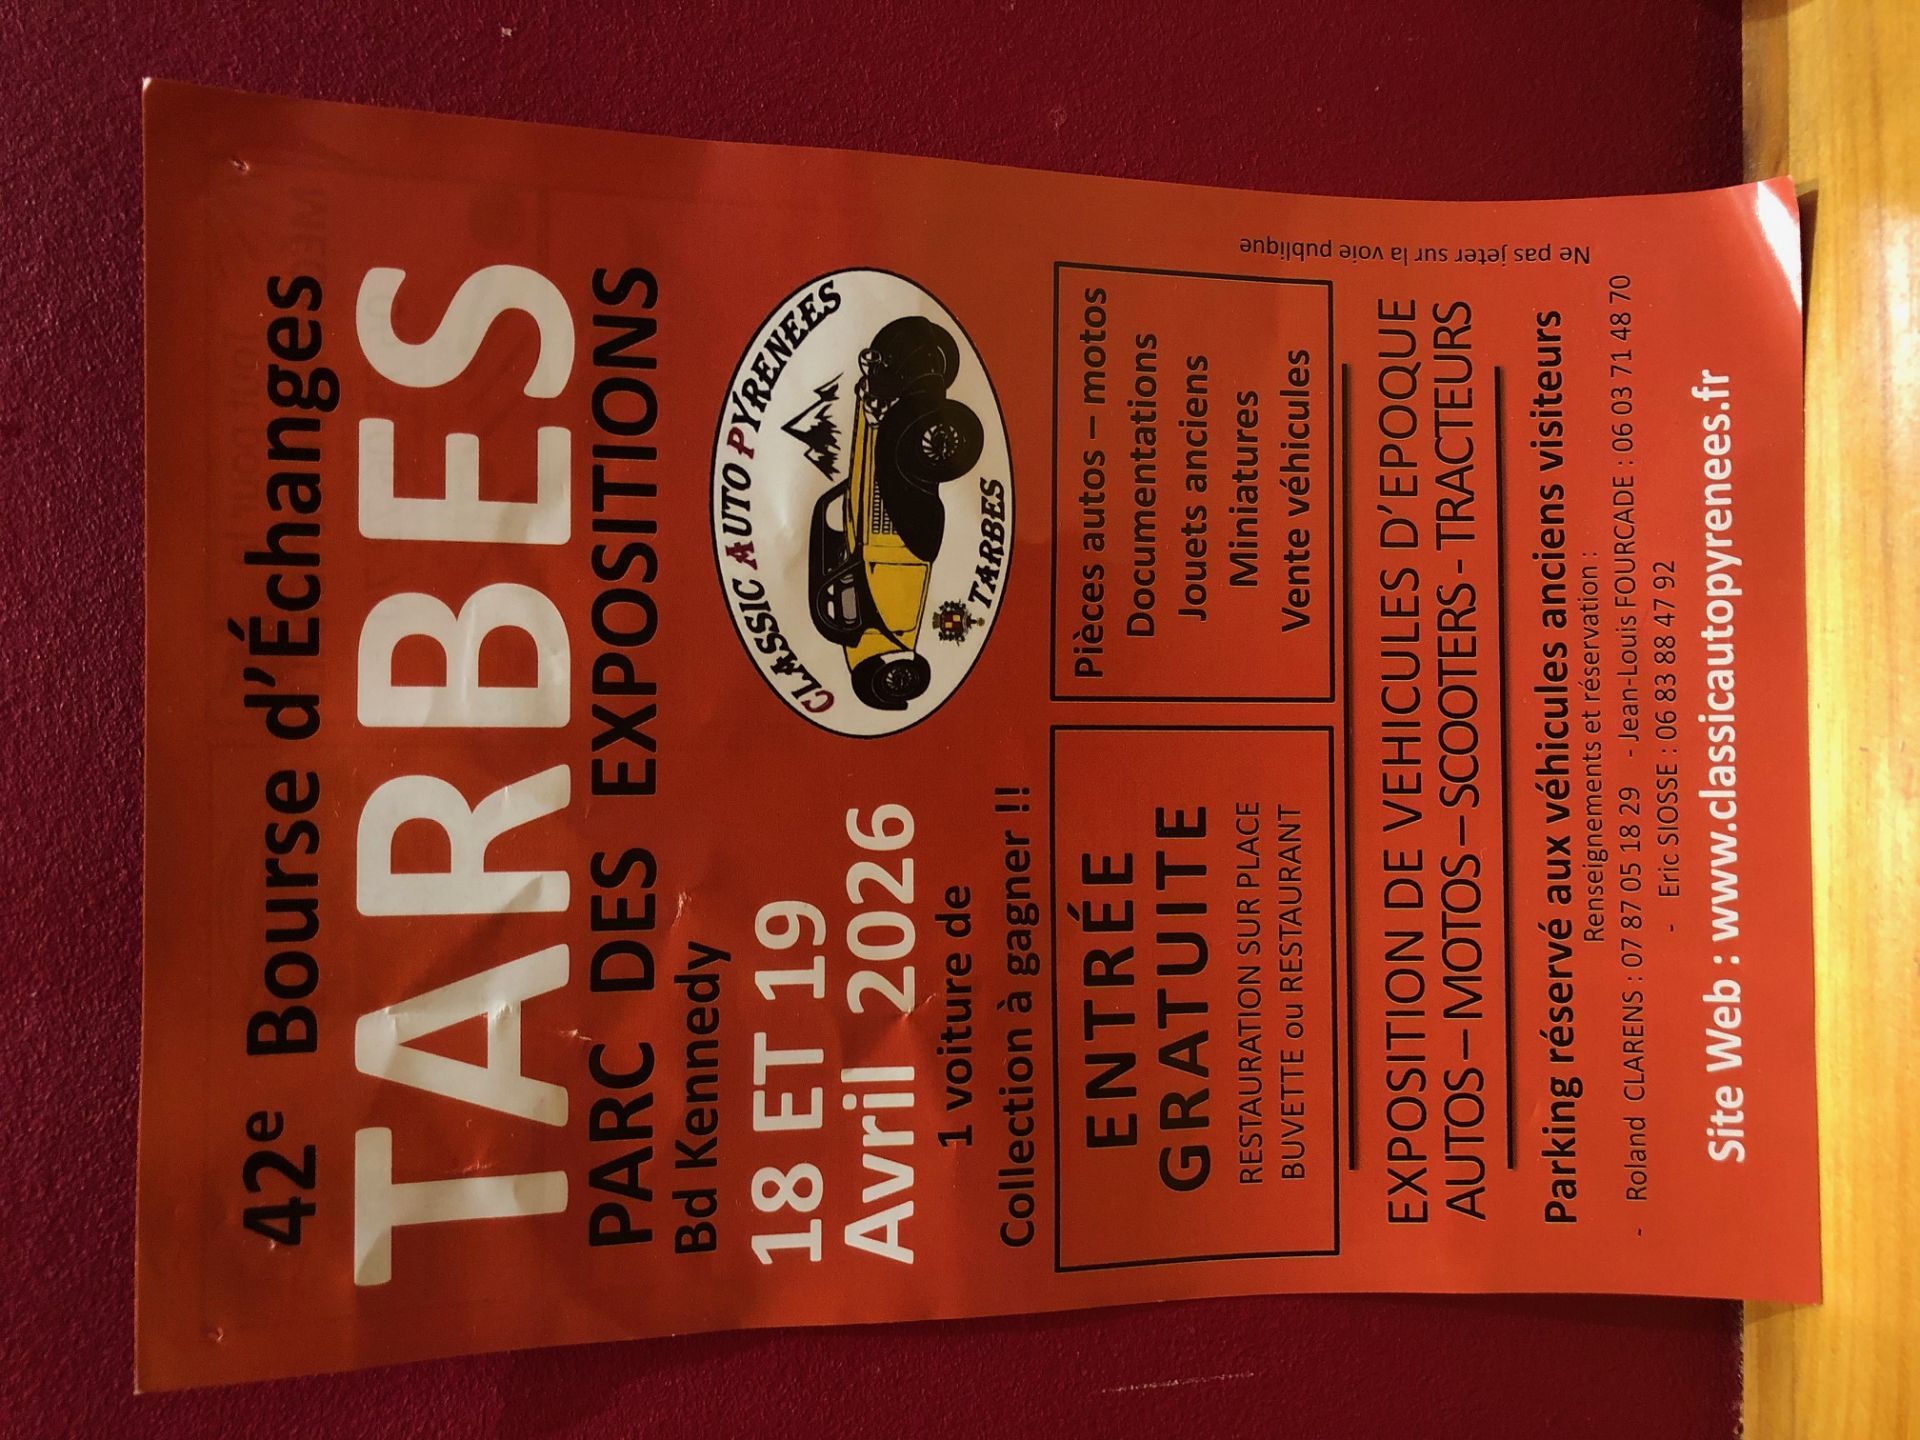 42e Bourse d'Échanges
TARBES
PARC DES EXPOSITIONS
Bd Kennedy
18 ET 19
Avril 2026
1 voiture de
Collection à gagner !!
CLASSIC AUTO PYRENEES
TARBES
ENTRÉE
GRATUITE
RESTAURATION SUR PLACE
BUVETTE ou RESTAURANT
Pièces autos – motos
Documentations
Jouets anciens
Miniatures
Vente véhicules
Ne pas jeter sur la voie publique
EXPOSITION DE VEHICULES D'EPOQUE
AUTOS – MOTOS – SCOOTERS - TRACTEURS
Parking réservé aux véhicules anciens visiteurs
Renseignements et réservation :
- Roland CLARENS : 07 87 05 18 29 - Jean-Louis FOURCADE : 06 03 71 48 70
- Eric SIOSSE : 06 83 88 47 92
Site Web : www.classicautopyrenees.fr